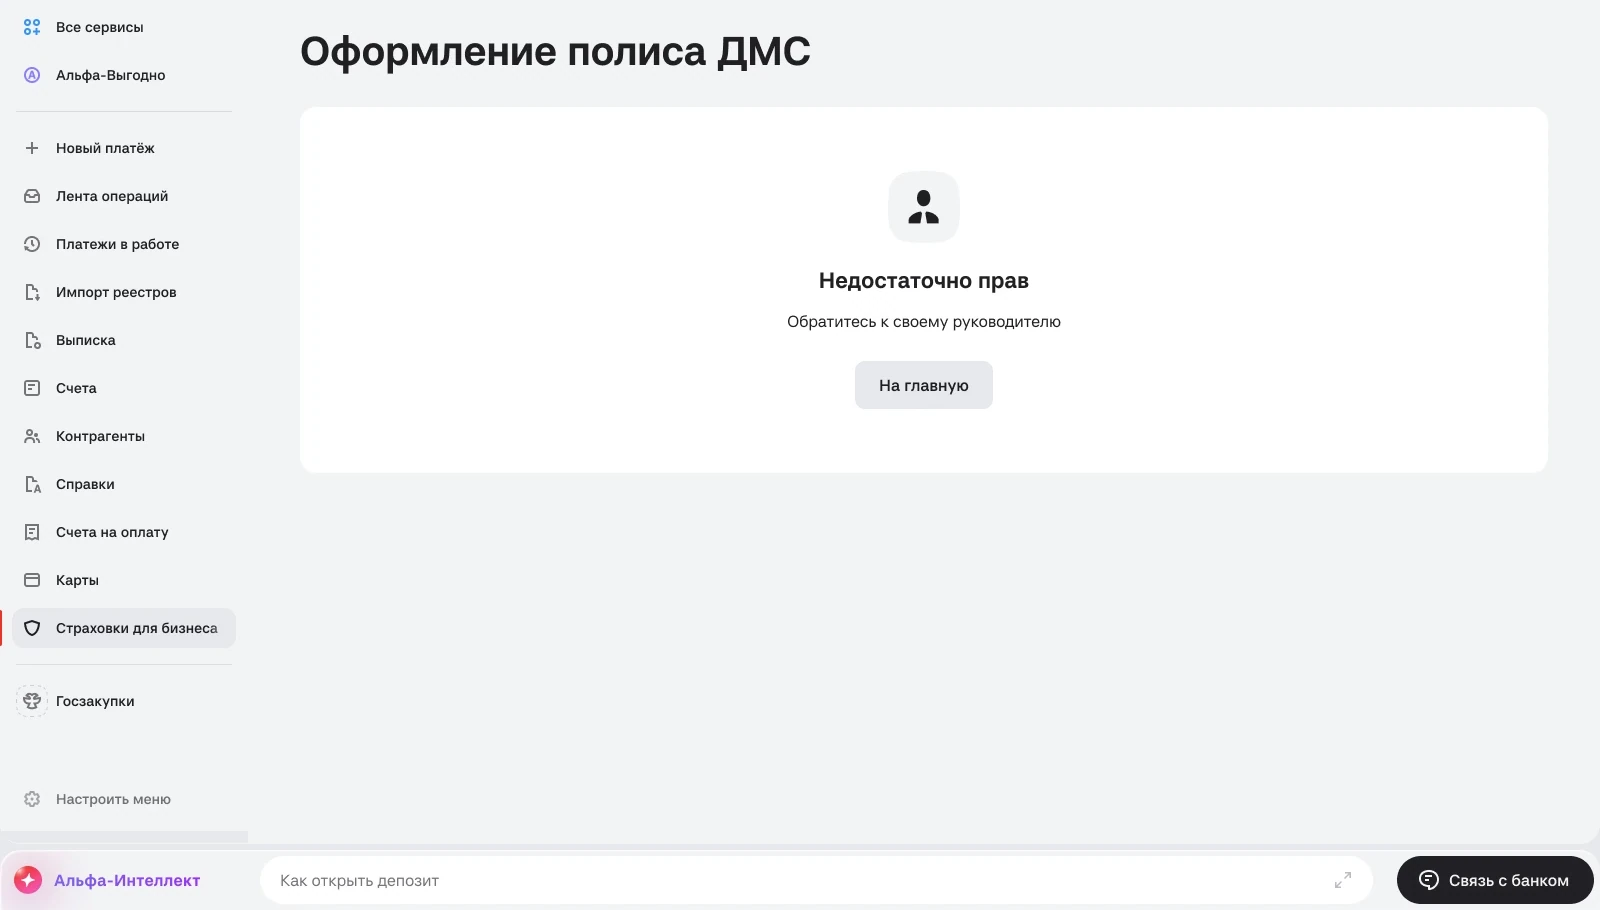 Все сервисы
Альфа-Выгодно
Новый платёж
Лента операций
Платежи в работе
Импорт реестров
Выписка
Счета
Контрагенты
Справки
Счета на оплату
Карты
Страховки для бизнеса
Госзакупки
Настроить меню
Оформление полиса ДМС
Недостаточно прав
Обратитесь к своему руководителю
На главную
Альфа-Интеллект
Как открыть депозит
Связь с банком